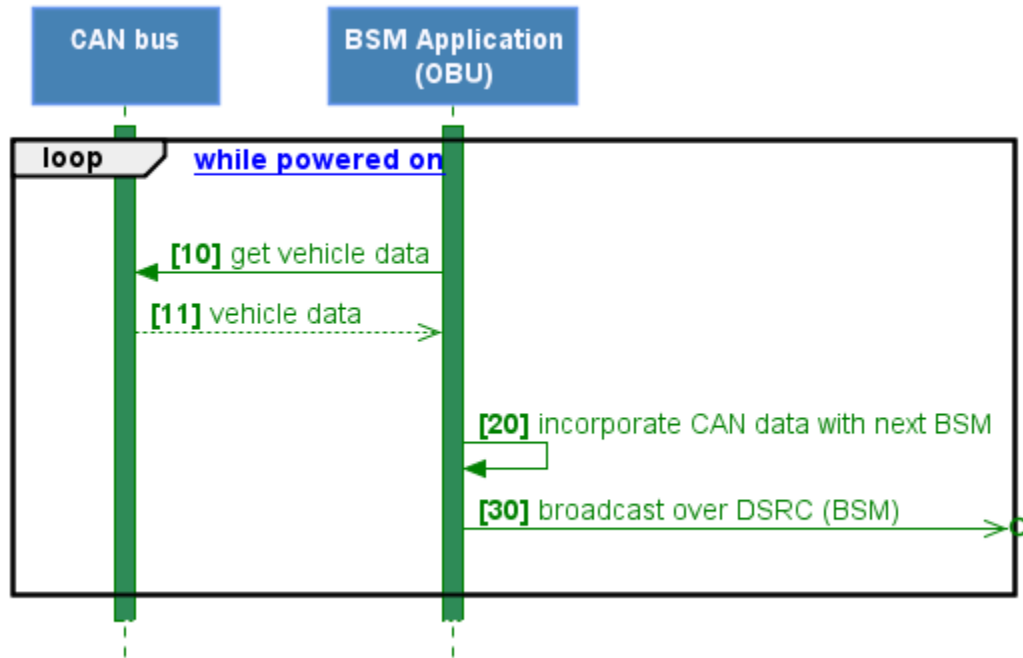 CAN bus
BSM Application
(OBU)
loop
while powered on
[10] get vehicle data
[11] vehicle data
[20] incorporate CAN data with next BSM
[30] broadcast over DSRC (BSM)